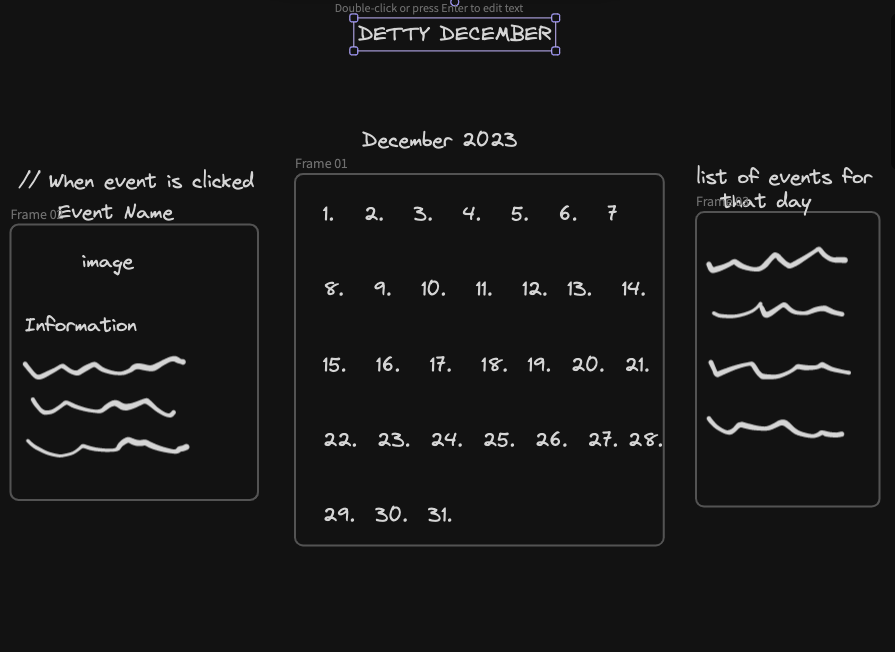 Double-click or press Enter to edit text
DETTY DECEMBER
December 2023
// When event is clicked
Event Name
Frame 02
image
Information
Frame 01
1. 2. 3. 4. 5. 6. 7
8. 9. 10. 11. 12. 13. 14.
15. 16. 17. 18. 19. 20. 21.
22. 23. 24. 25. 26. 27. 28.
29. 30. 31.
list of events for
that day